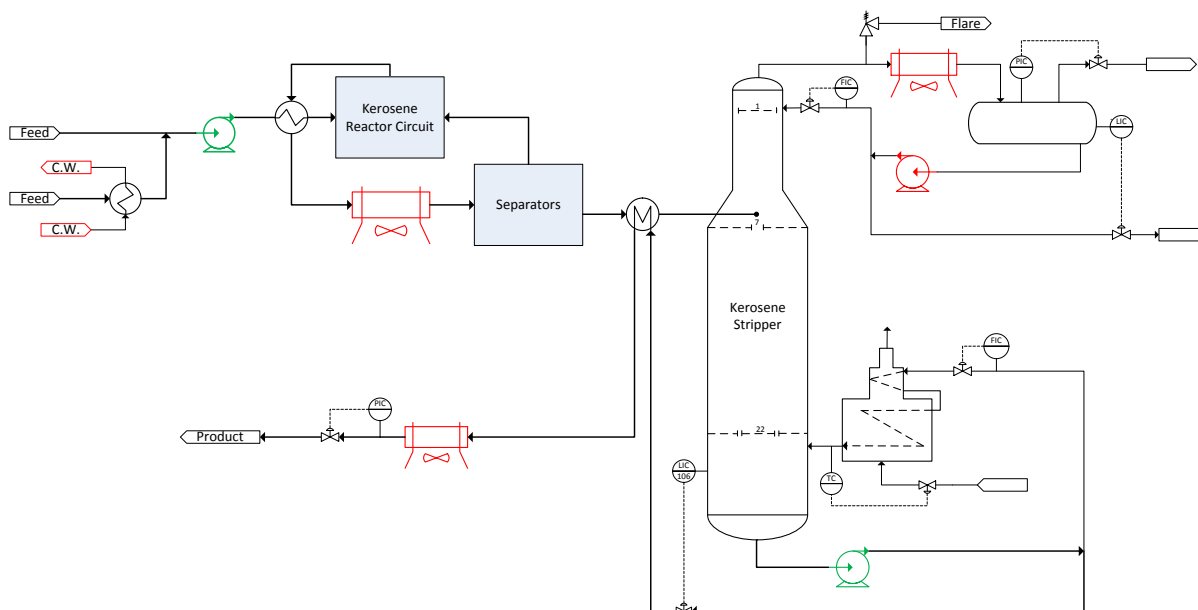 Flare
PIC
FIC
1
Kerosene
Reactor Circuit
LIC
Feed
C.W.
Feed
C.W.
Separators
7
Kerosene
Stripper
FIC
PIC
Product
22
LIC
106
TC